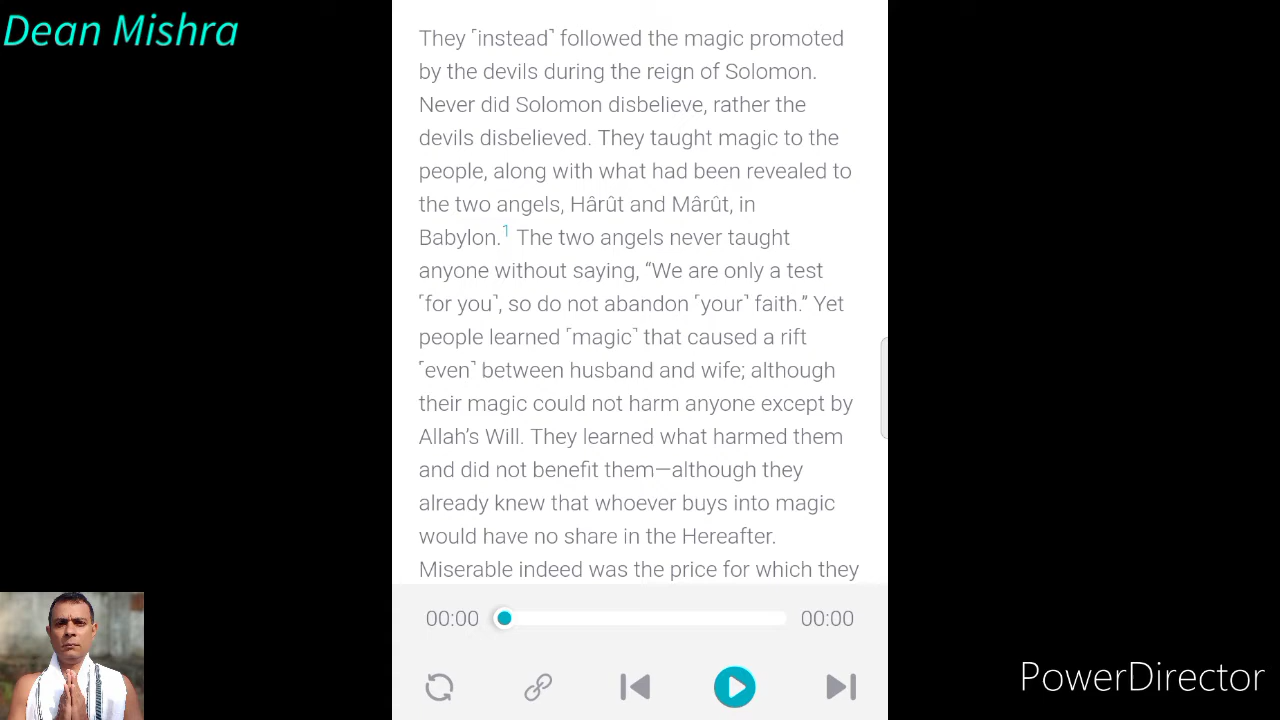 Dean Mishra
They ⸢instead⸣ followed the magic promoted
by the devils during the reign of Solomon.
Never did Solomon disbelieve, rather the
devils disbelieved. They taught magic to the
people, along with what had been revealed to
the two angels, Hârût and Mârût, in
Babylon.¹ The two angels never taught
anyone without saying, “We are only a test
⸢for you⸣, so do not abandon ⸢your⸣ faith.” Yet
people learned ⸢magic⸣ that caused a rift
⸢even⸣ between husband and wife; although
their magic could not harm anyone except by
Allah’s Will. They learned what harmed them
and did not benefit them—although they
already knew that whoever buys into magic
would have no share in the Hereafter.
Miserable indeed was the price for which they
00:00 00:00
PowerDirector